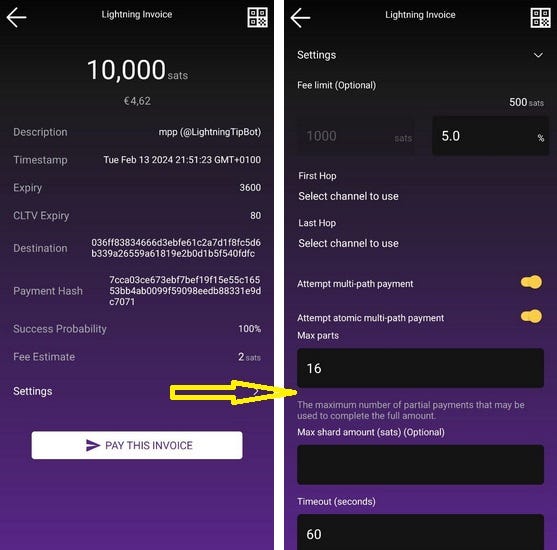 Lightning Invoice
10,000 sats
€4,62
Description mpp (@LightningTipBot)
Timestamp Tue Feb 13 2024 21:51:23 GMT+0100
Expiry 3600
CLTV Expiry 80
Destination 036ff83834666d3ebfe61c2a7d1f8fc5d6
b339a26559a61819e2b0d1b5f540fdfc
Payment Hash 7cca03ce673ebf7bef19f15e55c165
53bb4ab0099f59098eedb88331e9d
c7071
Success Probability 100%
Fee Estimate 2 sats
Settings
PAY THIS INVOICE
Lightning Invoice
Settings
Fee limit (Optional)
500 sats
1000 sats 5.0 %
First Hop
Select channel to use
Last Hop
Select channel to use
Attempt multi-path payment
Attempt atomic multi-path payment
Max parts
16
The maximum number of partial payments that may be
used to complete the full amount.
Max shard amount (sats) (Optional)
Timeout (seconds)
60